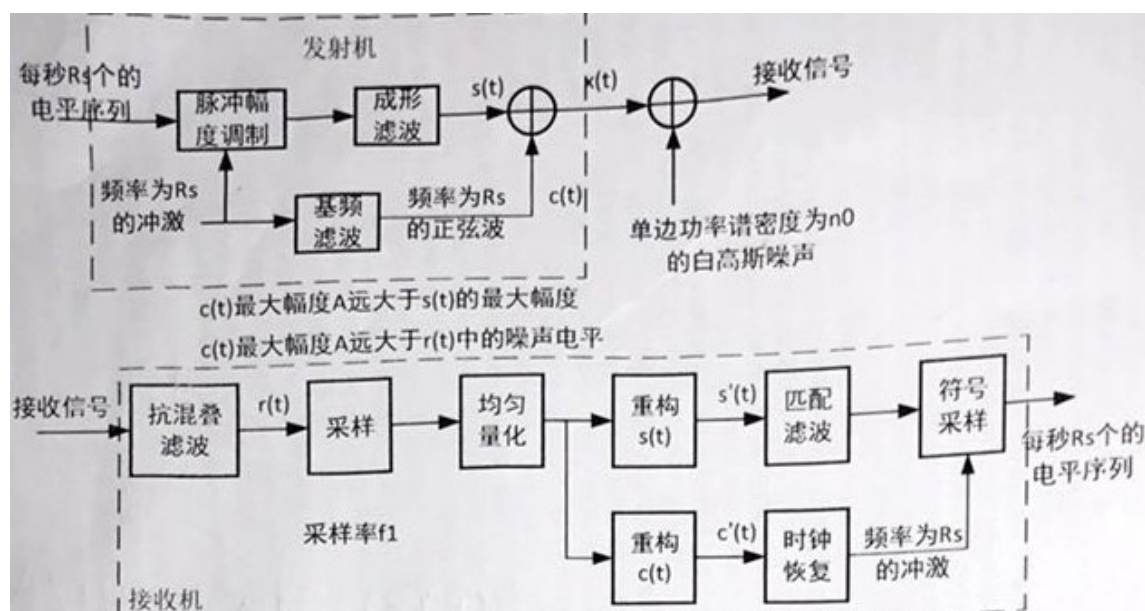 发射机
每秒Rs个的
电平序列
脉冲幅
度调制
成形
滤波
s(t)
x(t)
接收信号
频率为Rs
的冲激
基频
滤波
频率为Rs
的正弦波
c(t)
单边功率谱密度为n0
的白高斯噪声
c(t)最大幅度A远大于s(t)的最大幅度
c(t)最大幅度A远大于r(t)中的噪声电平
接收信号
抗混叠
滤波
r(t)
采样
均匀
量化
重构
s(t)
s'(t)
匹配
滤波
符号
采样
每秒Rs个的
电平序列
采样率f1
重构
c(t)
c'(t)
时钟
恢复
频率为Rs
的冲激
接收机